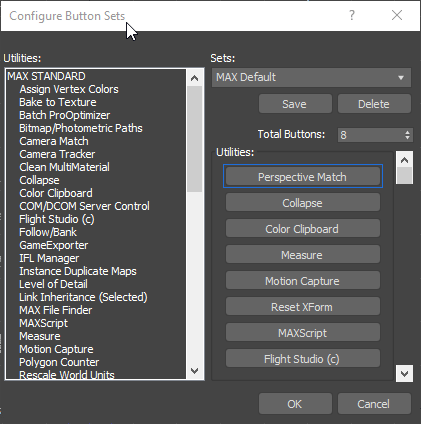 Configure Button Sets
?
Utilities:
MAX STANDARD
Assign Vertex Colors
Bake to Texture
Batch ProOptimizer
Bitmap/Photometric Paths
Camera Match
Camera Tracker
Clean MultiMaterial
Collapse
Color Clipboard
COM/DCOM Server Control
Flight Studio (c)
Follow/Bank
GameExporter
IFL Manager
Instance Duplicate Maps
Level of Detail
Link Inheritance (Selected)
MAX File Finder
MAXScript
Measure
Motion Capture
Polygon Counter
Rescale World Units
Sets:
MAX Default
Save Delete
Total Buttons: 8
Utilities:
Perspective Match
Collapse
Color Clipboard
Measure
Motion Capture
Reset XForm
MAXScript
Flight Studio (c)
OK Cancel